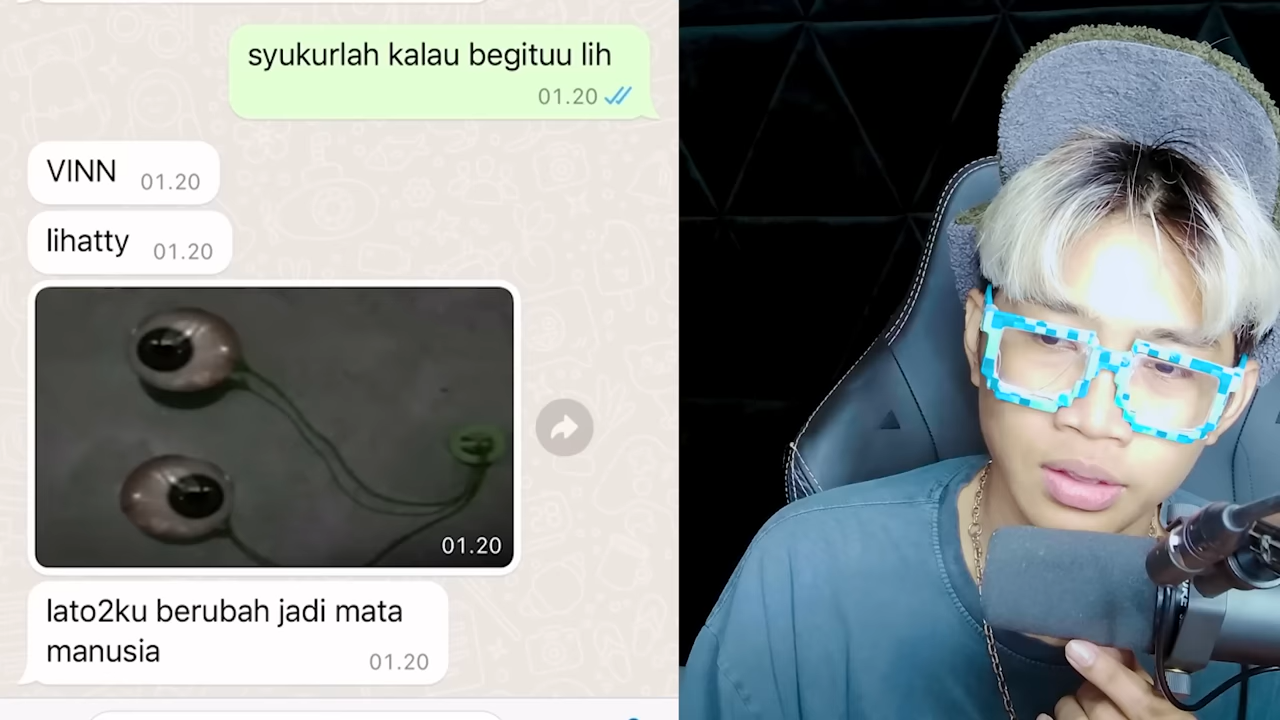 syukurlah kalau begituu lih
01.20
VINN 01.20
lihatty 01.20
01.20
lato2ku berubah jadi mata
manusia 01.20